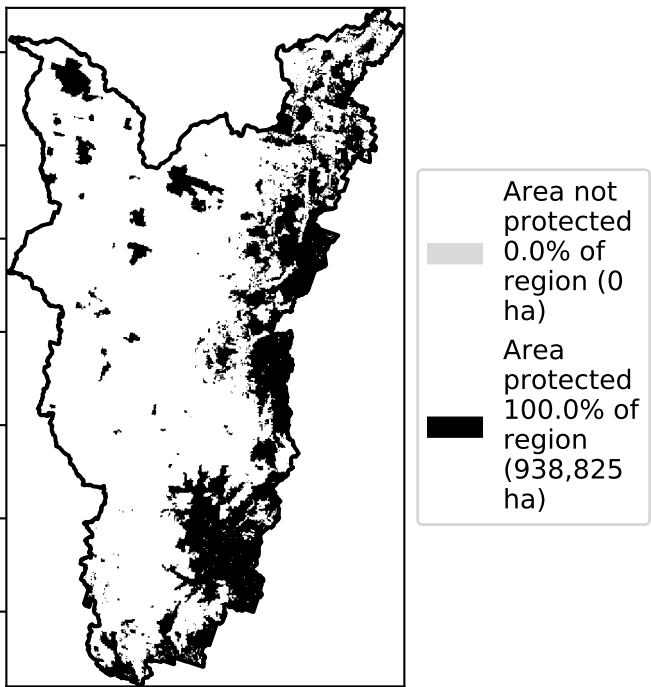 Area not
protected
0.0% of
region (0
ha)
Area
protected
100.0% of
region
(938,825
ha)